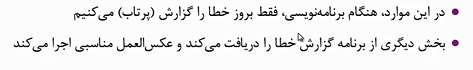 • در این موارد، هنگام برنامه‌نویسی، فقط بروز خطا را گزارش (پرتاب) می‌کنیم
• بخش دیگری از برنامه گزارش خطا را دریافت می‌کند و عکس‌العمل مناسبی اجرا می‌کند